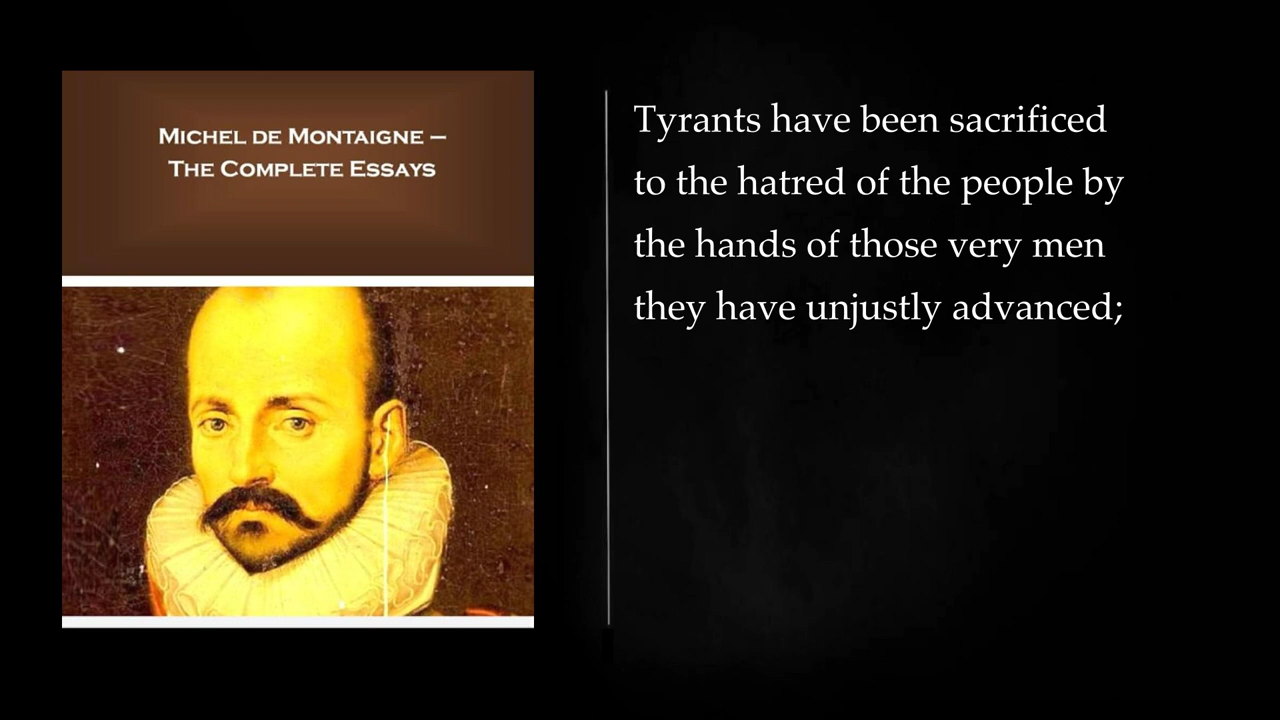 MICHEL DE MONTAIGNE –
THE COMPLETE ESSAYS
Tyrants have been sacrificed
to the hatred of the people by
the hands of those very men
they have unjustly advanced;